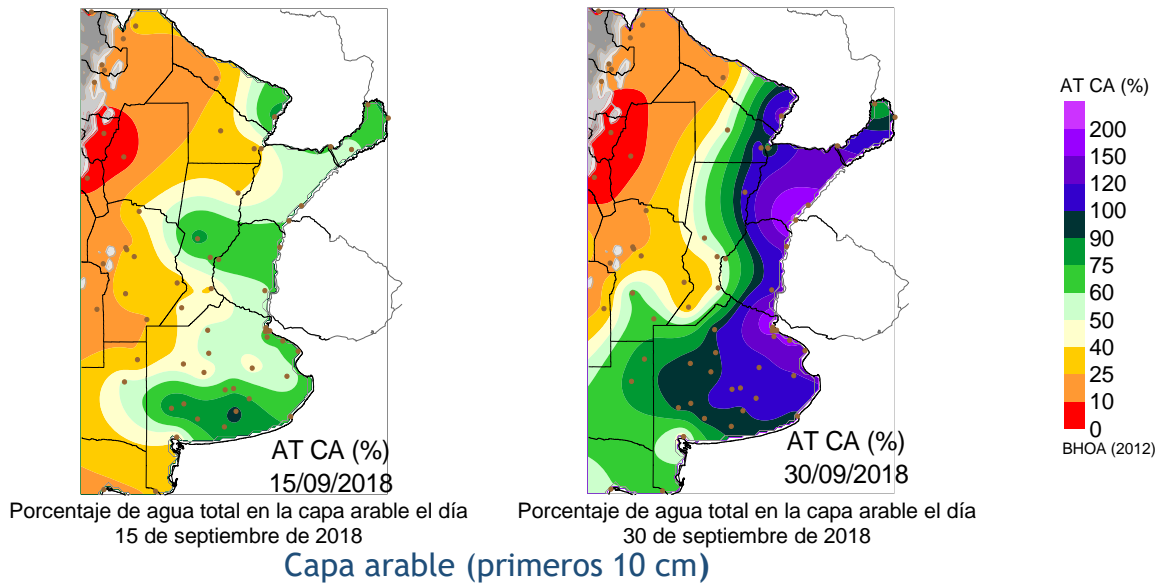 AT CA (%)
15/09/2018
AT CA (%)
30/09/2018
AT CA (%)
200
150
120
100
90
75
60
50
40
25
10
0
BHOA (2012)
Porcentaje de agua total en la capa arable el día
15 de septiembre de 2018
Porcentaje de agua total en la capa arable el día
30 de septiembre de 2018
Capa arable (primeros 10 cm)